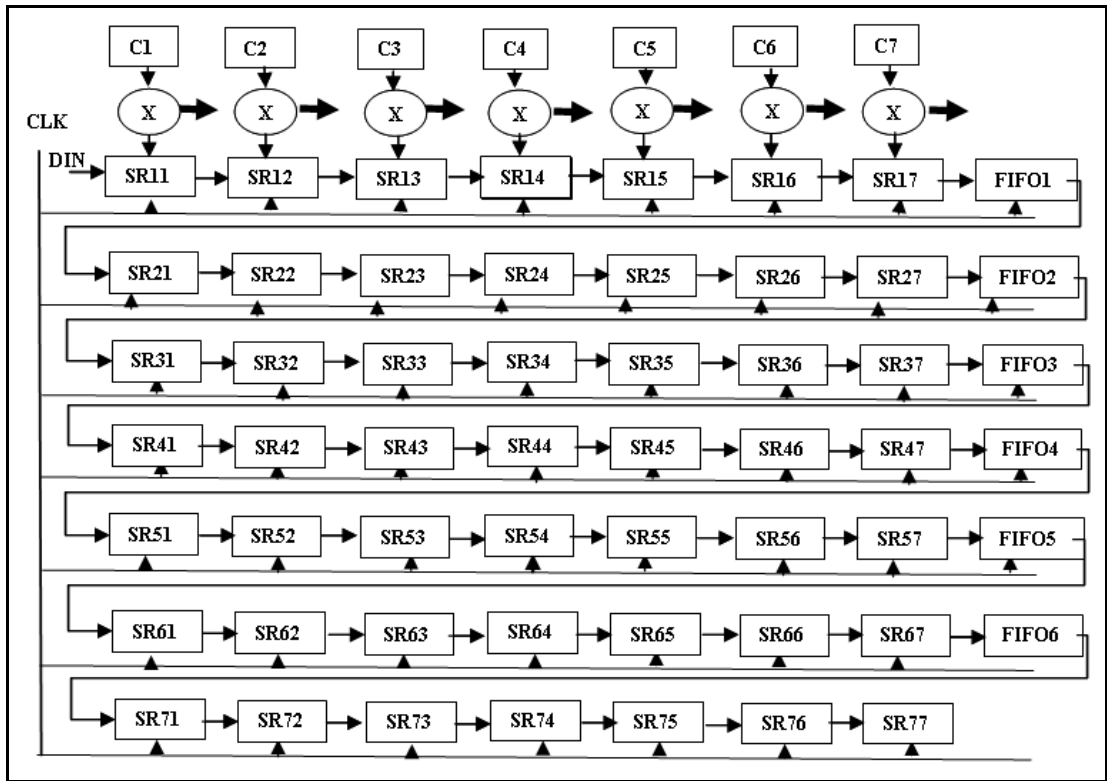 C1 C2 C3 C4 C5 C6 C7
X X X X X X X
CLK
DIN
SR11 SR12 SR13 SR14 SR15 SR16 SR17 FIFO1
SR21 SR22 SR23 SR24 SR25 SR26 SR27 FIFO2
SR31 SR32 SR33 SR34 SR35 SR36 SR37 FIFO3
SR41 SR42 SR43 SR44 SR45 SR46 SR47 FIFO4
SR51 SR52 SR53 SR54 SR55 SR56 SR57 FIFO5
SR61 SR62 SR63 SR64 SR65 SR66 SR67 FIFO6
SR71 SR72 SR73 SR74 SR75 SR76 SR77